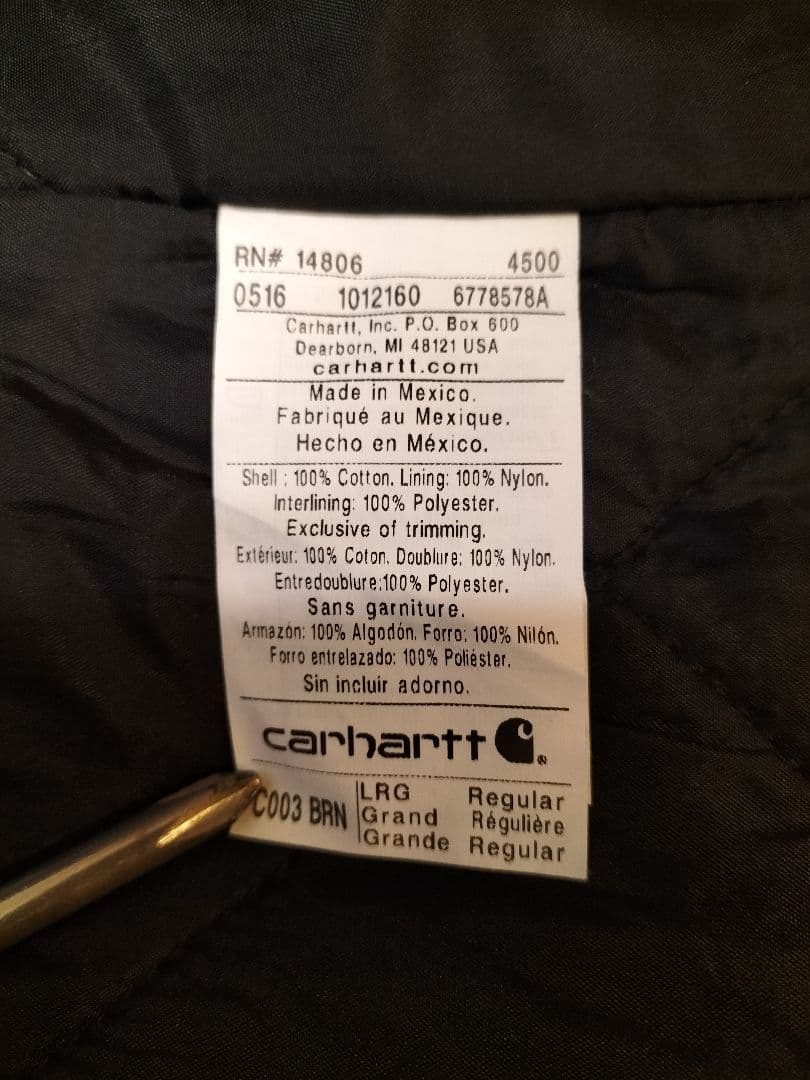 RN# 14806 4500
0516 1012160 6778578A
Carhartt, Inc. P.O. Box 600
Dearborn, MI 48121 USA
carhartt.com
Made in Mexico.
Fabriqué au Mexique.
Hecho en México.
Shell : 100% Cotton. Lining: 100% Nylon.
Interlining: 100% Polyester.
Exclusive of trimming.
Extérieur: 100% Coton. Doublure: 100% Nylon.
Entredoublure:100% Polyester.
Sans garniture.
Armazón: 100% Algodón. Forro: 100% Nilón.
Forro entrelazado: 100% Poliéster.
Sin incluir adorno.
carhartt ®
C003 BRN
LRG Regular
Grand Régulière
Grande Regular